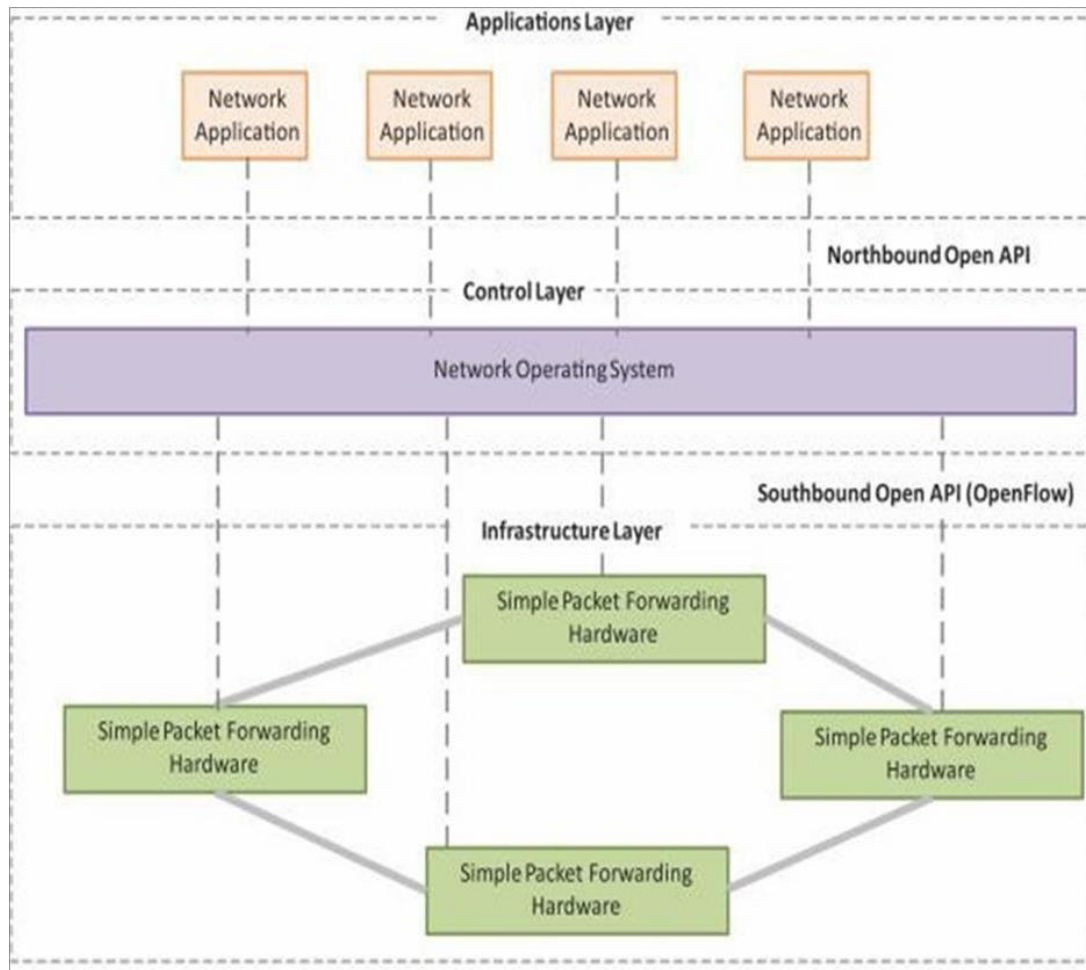 Applications Layer
Network
Application
Network
Application
Network
Application
Network
Application
Northbound Open API
Control Layer
Network Operating System
Southbound Open API (OpenFlow)
Infrastructure Layer
Simple Packet Forwarding
Hardware
Simple Packet Forwarding
Hardware
Simple Packet Forwarding
Hardware
Simple Packet Forwarding
Hardware